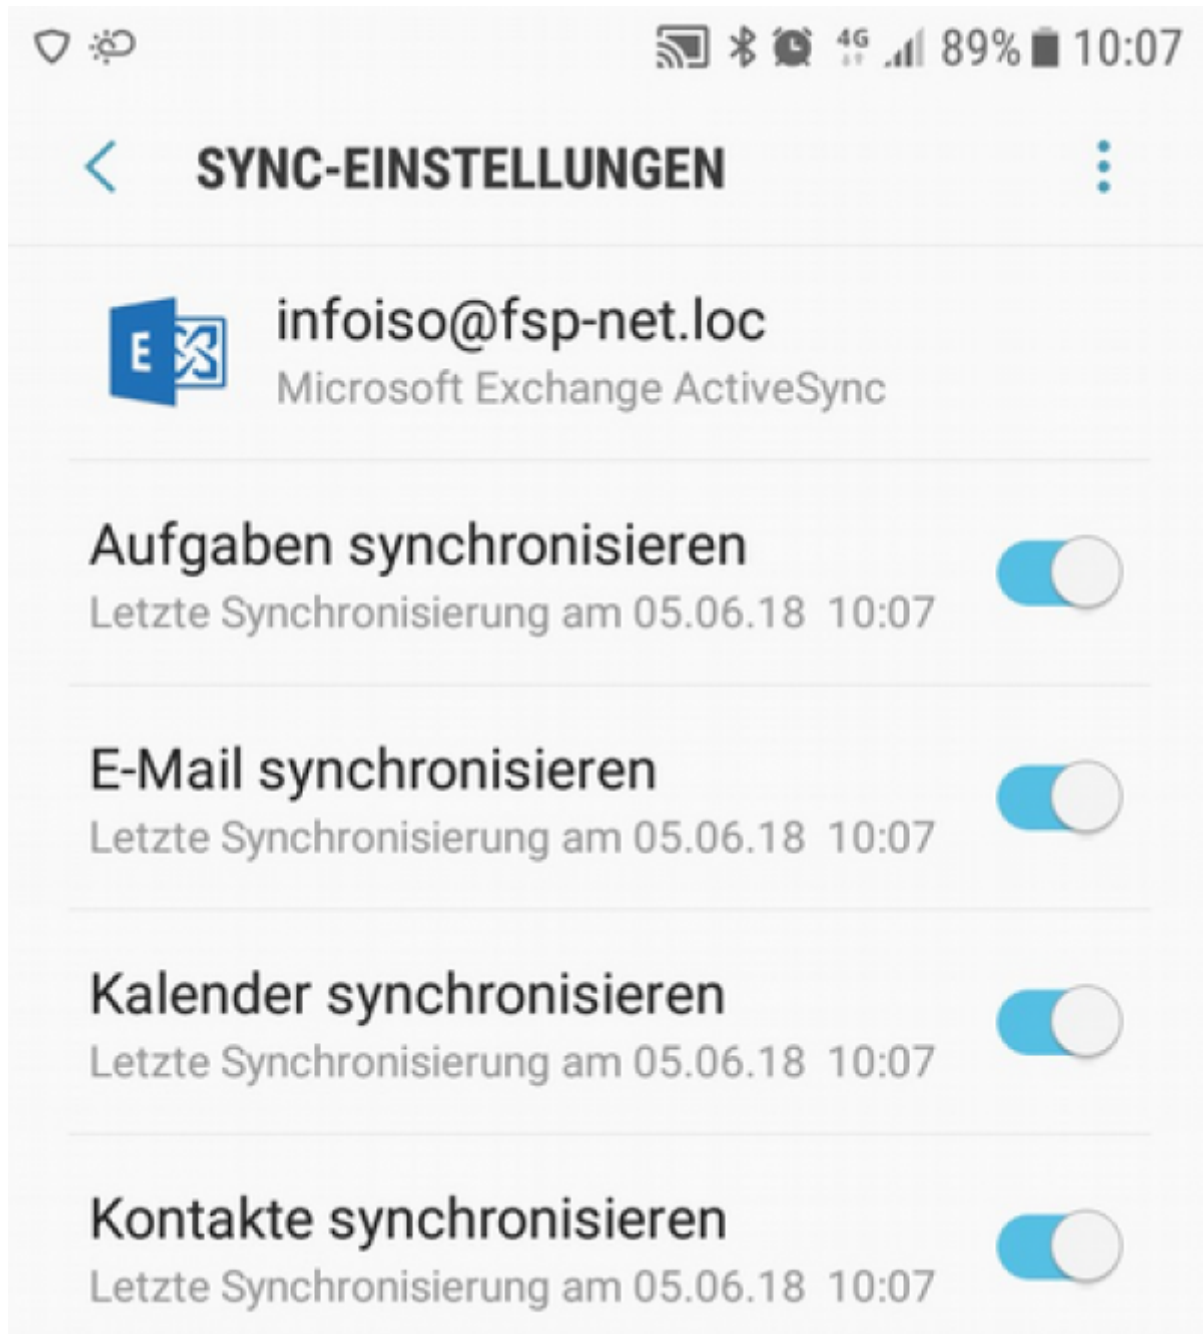 4G 89% 10:07
SYNC-EINSTELLUNGEN
E infoiso@fsp-net.loc
Microsoft Exchange ActiveSync
Aufgaben synchronisieren
Letzte Synchronisierung am 05.06.18 10:07
E-Mail synchronisieren
Letzte Synchronisierung am 05.06.18 10:07
Kalender synchronisieren
Letzte Synchronisierung am 05.06.18 10:07
Kontakte synchronisieren
Letzte Synchronisierung am 05.06.18 10:07